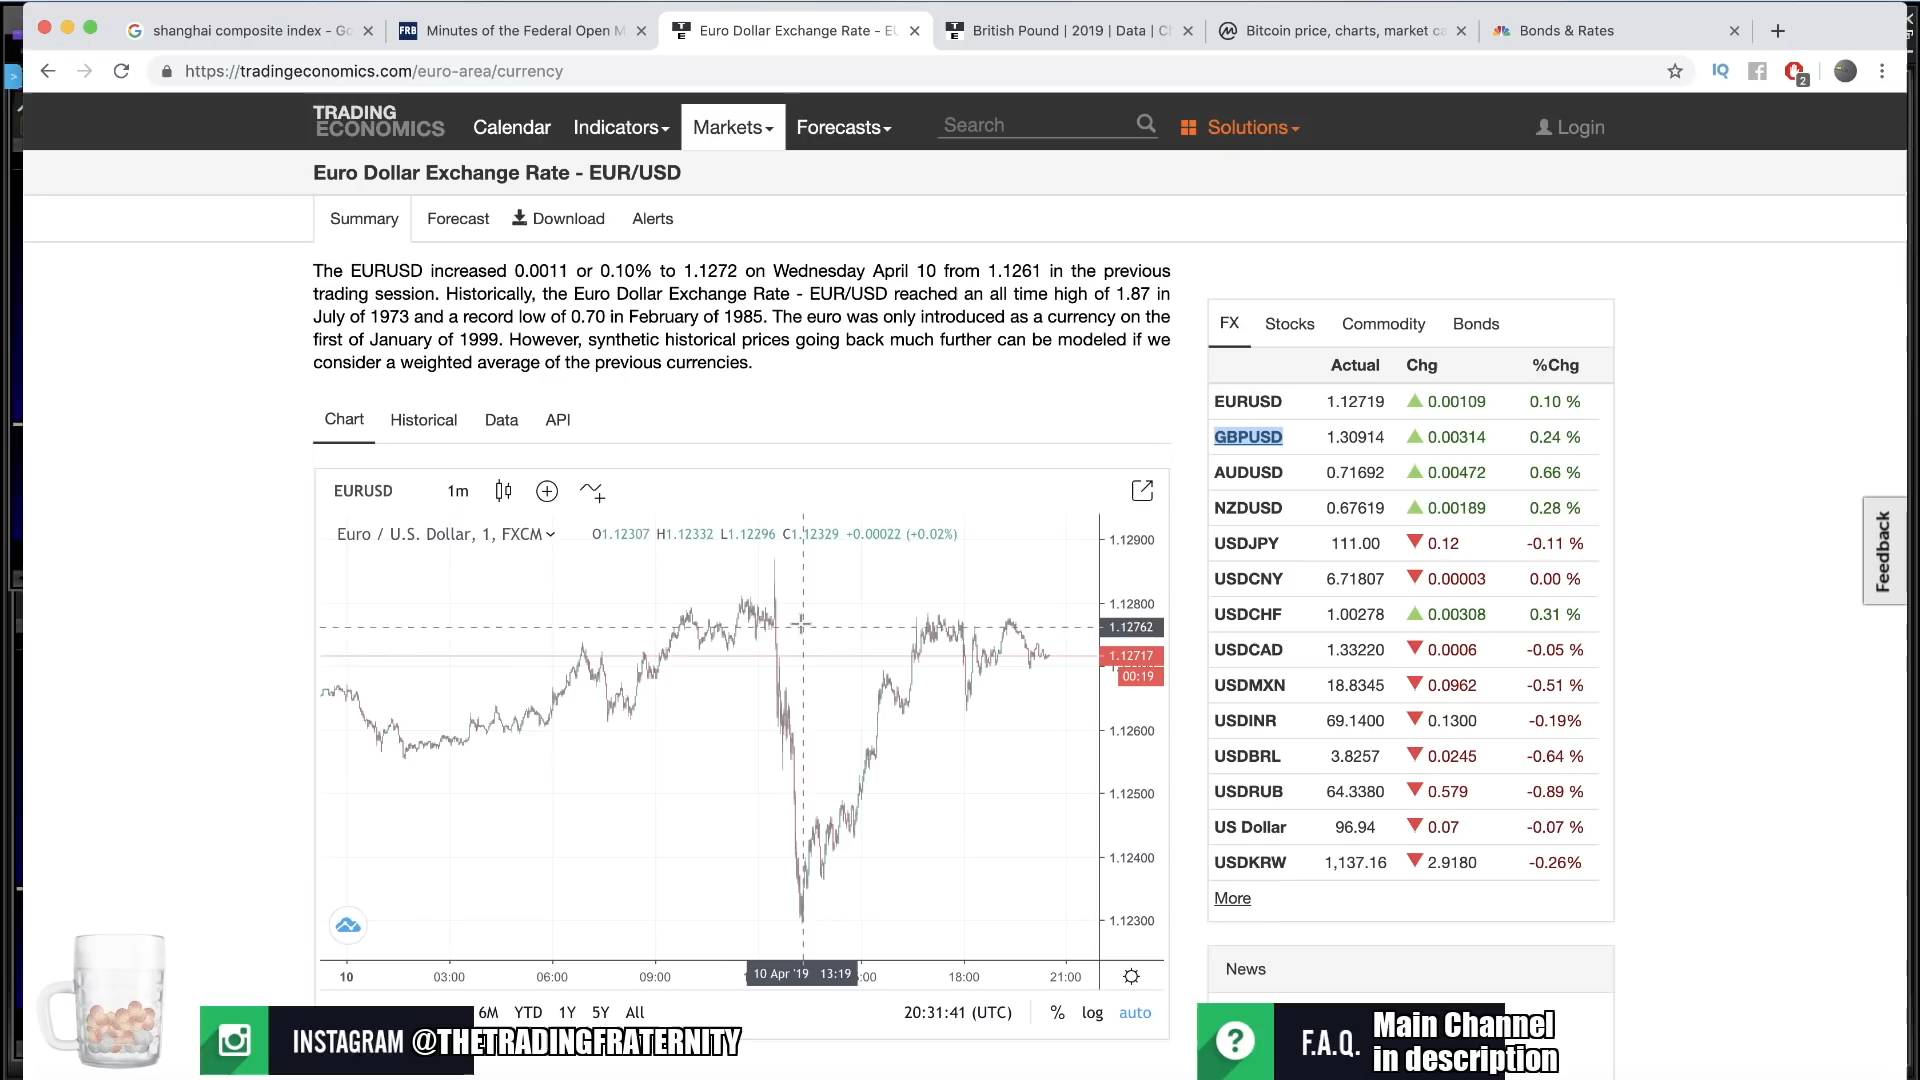 shanghai composite index - Go
Minutes of the Federal Open M
Euro Dollar Exchange Rate - EU
British Pound | 2019 | Data | Ch
Bitcoin price, charts, market ca
Bonds & Rates
https://tradingeconomics.com/euro-area/currency
IQ
2
TRADING
ECONOMICS
Calendar
Indicators
Markets
Forecasts
Search
Solutions
Login
Euro Dollar Exchange Rate - EUR/USD
Summary
Forecast
Download
Alerts
The EURUSD increased 0.0011 or 0.10% to 1.1272 on Wednesday April 10 from 1.1261 in the previous
trading session. Historically, the Euro Dollar Exchange Rate - EUR/USD reached an all time high of 1.87 in
July of 1973 and a record low of 0.70 in February of 1985. The euro was only introduced as a currency on the
first of January of 1999. However, synthetic historical prices going back much further can be modeled if we
consider a weighted average of the previous currencies.
Chart
Historical
Data
API
EURUSD
1m
Euro / U.S. Dollar, 1, FXCM
O1.12307 H1.12332 L1.12296 C1.12329 +0.00022 (+0.02%)
1.12900
1.12800
1.12762
1.12717
00:19
1.12600
1.12500
1.12400
1.12300
10
03:00
06:00
09:00
10 Apr '19 13:19
:00
18:00
21:00
6M
YTD
1Y
5Y
All
20:31:41 (UTC)
%
log
auto
FX
Stocks
Commodity
Bonds
Actual Chg %Chg
EURUSD 1.12719 0.00109 0.10 %
GBPUSD 1.30914 0.00314 0.24 %
AUDUSD 0.71692 0.00472 0.66 %
NZDUSD 0.67619 0.00189 0.28 %
USDJPY 111.00 0.12 -0.11 %
USDCNY 6.71807 0.00003 0.00 %
USDCHF 1.00278 0.00308 0.31 %
USDCAD 1.33220 0.0006 -0.05 %
USDMXN 18.8345 0.0962 -0.51 %
USDINR 69.1400 0.1300 -0.19%
USDBRL 3.8257 0.0245 -0.64 %
USDRUB 64.3380 0.579 -0.89 %
US Dollar 96.94 0.07 -0.07 %
USDKRW 1,137.16 2.9180 -0.26%
More
News
Feedback
INSTAGRAM @THETRADINGFRATERNITY
?
F.A.Q.
Main Channel
in description